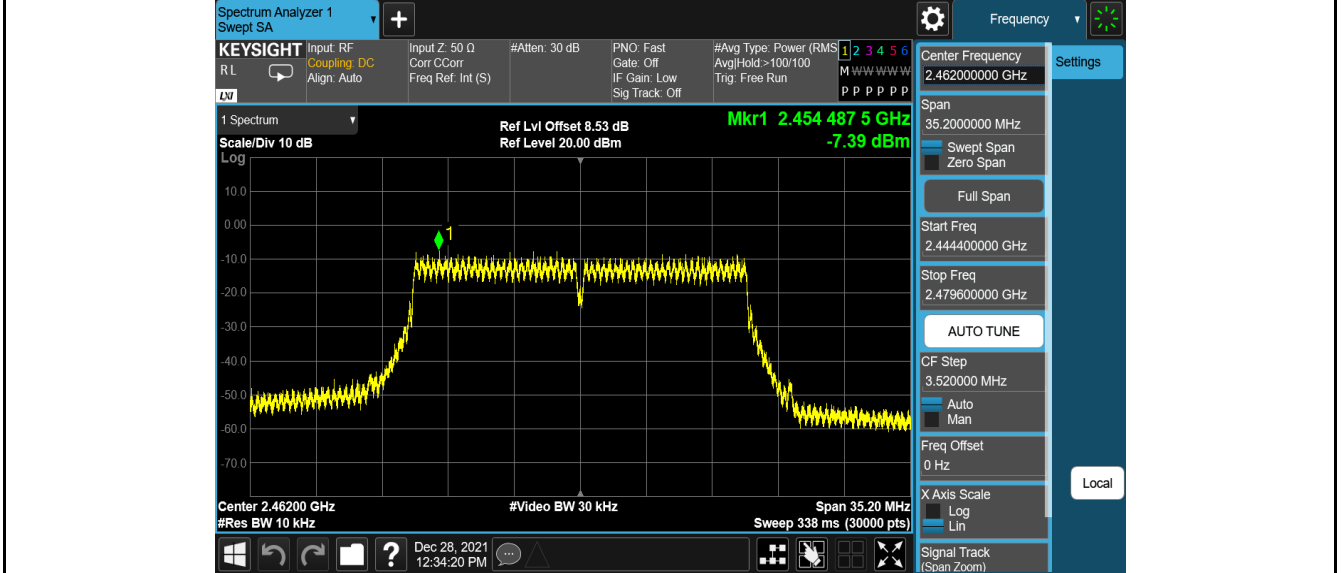 Spectrum Analyzer 1
Swept SA
Frequency
KEYSIGHT
R L
LXI
Input: RF
Coupling: DC
Align: Auto
Input Z: 50 Ω
Corr CCorr
Freq Ref: Int (S)
#Atten: 30 dB
PNO: Fast
Gate: Off
IF Gain: Low
Sig Track: Off
#Avg Type: Power (RMS
Avg|Hold:>100/100
Trig: Free Run
1 2 3 4 5 6
M W W W W W
P P P P P P
1 Spectrum
Scale/Div 10 dB
Log
Ref Lvl Offset 8.53 dB
Ref Level 20.00 dBm
Mkr1 2.454 487 5 GHz
-7.39 dBm
10.0
0.00
-10.0
-20.0
-30.0
-40.0
-50.0
-60.0
-70.0
1
Center 2.46200 GHz
#Res BW 10 kHz
#Video BW 30 kHz
Span 35.20 MHz
Sweep 338 ms (30000 pts)
Center Frequency
2.462000000 GHz
Settings
Span
35.2000000 MHz
Swept Span
Zero Span
Full Span
Start Freq
2.444400000 GHz
Stop Freq
2.479600000 GHz
AUTO TUNE
CF Step
3.520000 MHz
Auto
Man
Freq Offset
0 Hz
X Axis Scale
Log
Lin
Local
Signal Track
(Span Zoom)
?
Dec 28, 2021
12:34:20 PM